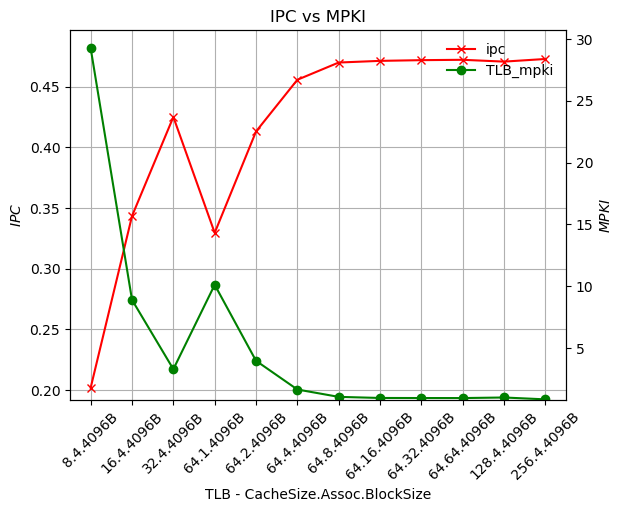 IPC vs MPKI
ipc
TLB_mpki
0.45
0.40
0.35
0.30
0.25
0.20
IPC
30
25
20
15
10
5
MPKI
8.4.4096B
16.4.4096B
32.4.4096B
64.1.4096B
64.2.4096B
64.4.4096B
64.8.4096B
64.16.4096B
64.32.4096B
64.64.4096B
128.4.4096B
256.4.4096B
TLB - CacheSize.Assoc.BlockSize